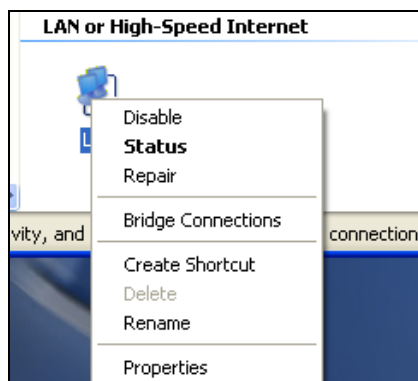 LAN or High-Speed Internet
Disable
Status
Repair
Bridge Connections
vity, and
connection
Create Shortcut
Delete
Rename
Properties